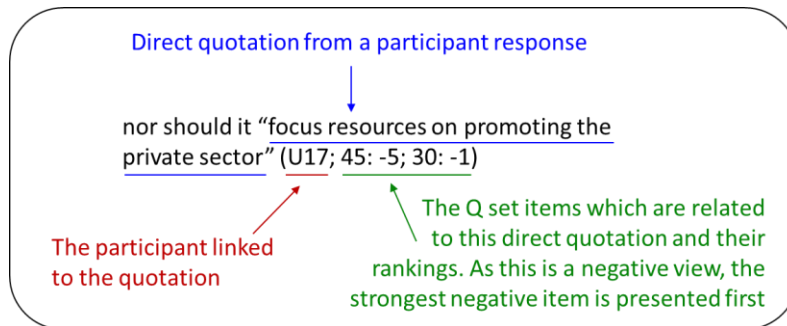 Direct quotation from a participant response
nor should it “focus resources on promoting the
private sector” (U17; 45: -5; 30: -1)
The participant linked
to the quotation
The Q set items which are related
to this direct quotation and their
rankings. As this is a negative view, the
strongest negative item is presented first